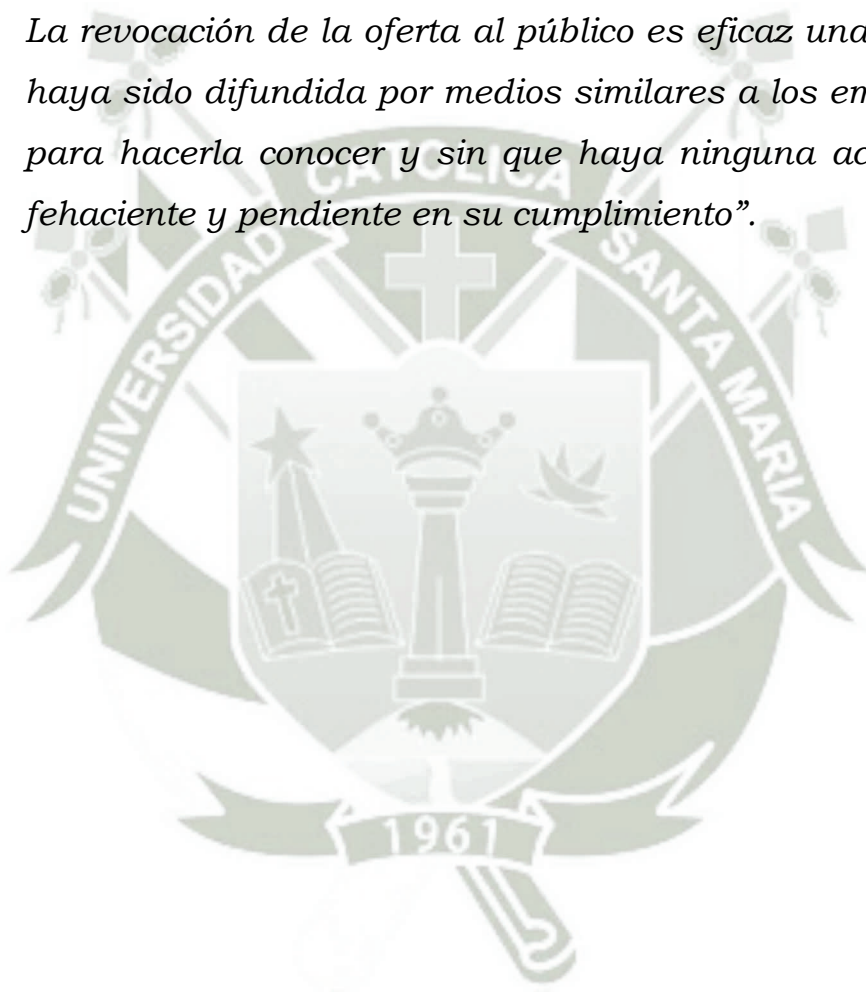 La revocación de la oferta al público es eficaz una
haya sido difundida por medios similares a los em
para hacerla conocer y sin que haya ninguna ac
fehaciente y pendiente en su cumplimiento”.
UNIVERSIDAD CATOLICA SANTA MARIA
1961